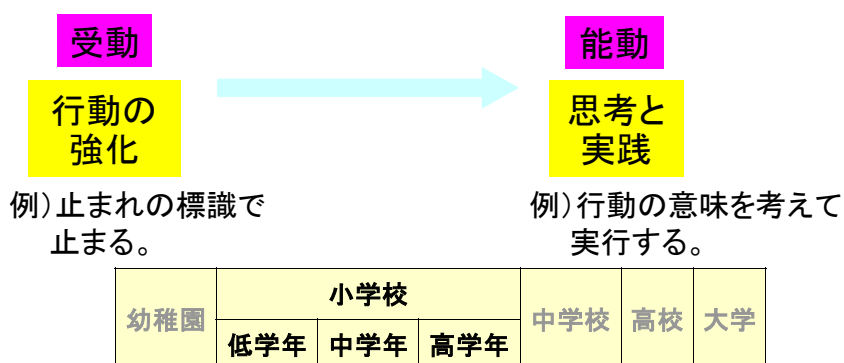 受動
能動
行動の
強化
思考と
実践
例）止まれの標識で
止まる。
例）行動の意味を考えて
実行する。
幼稚園
小学校
低学年
中学年
高学年
中学校
高校
大学